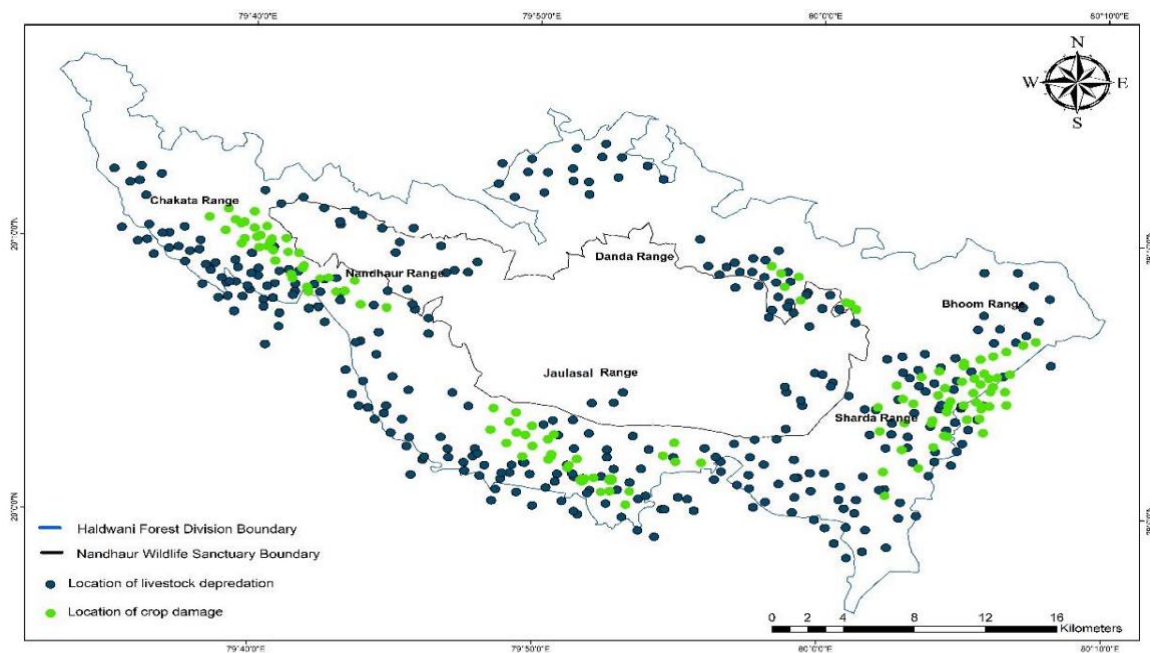 79°40'0"E 79°50'0"E 80°0'0"E 80°10'0"E
N
W E
S
Chakata Range
Danda Range
Nandhaur Range
Bhoom Range
Jaulasal Range
Sharda Range
29°0'0"N
Haldwani Forest Division Boundary
Nandhaur Wildlife Sanctuary Boundary
Location of livestock depredation
Location of crop damage
0 2 4 8 12 16
Kilometers
79°40'0"E 79°50'0"E 80°0'0"E 80°10'0"E